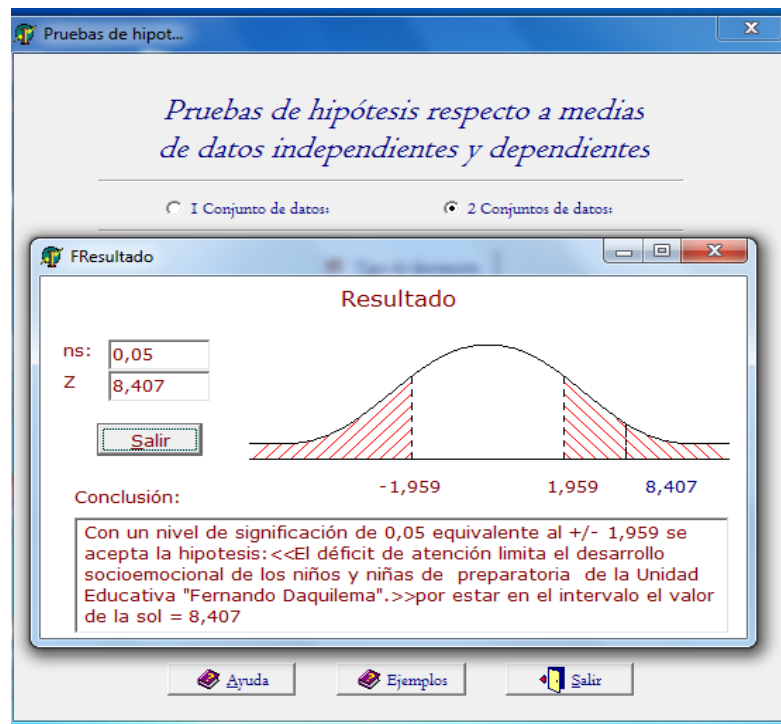 Pruebas de hipot...
x
Pruebas de hipótesis respecto a medias
de datos independientes y dependientes
1 Conjunto de datos:
2 Conjuntos de datos:
FResultado
x
Resultado
ns:
0,05
Z
8,407
Salir
-1,959
1,959
8,407
Conclusión:
Con un nivel de significación de 0,05 equivalente al +/- 1,959 se
acepta la hipotesis:<<El déficit de atención limita el desarrollo
socioemocional de los niños y niñas de preparatoria de la Unidad
Educativa "Fernando Daquilema".>>por estar en el intervalo el valor
de la sol = 8,407
Ayuda
Ejemplos
Salir